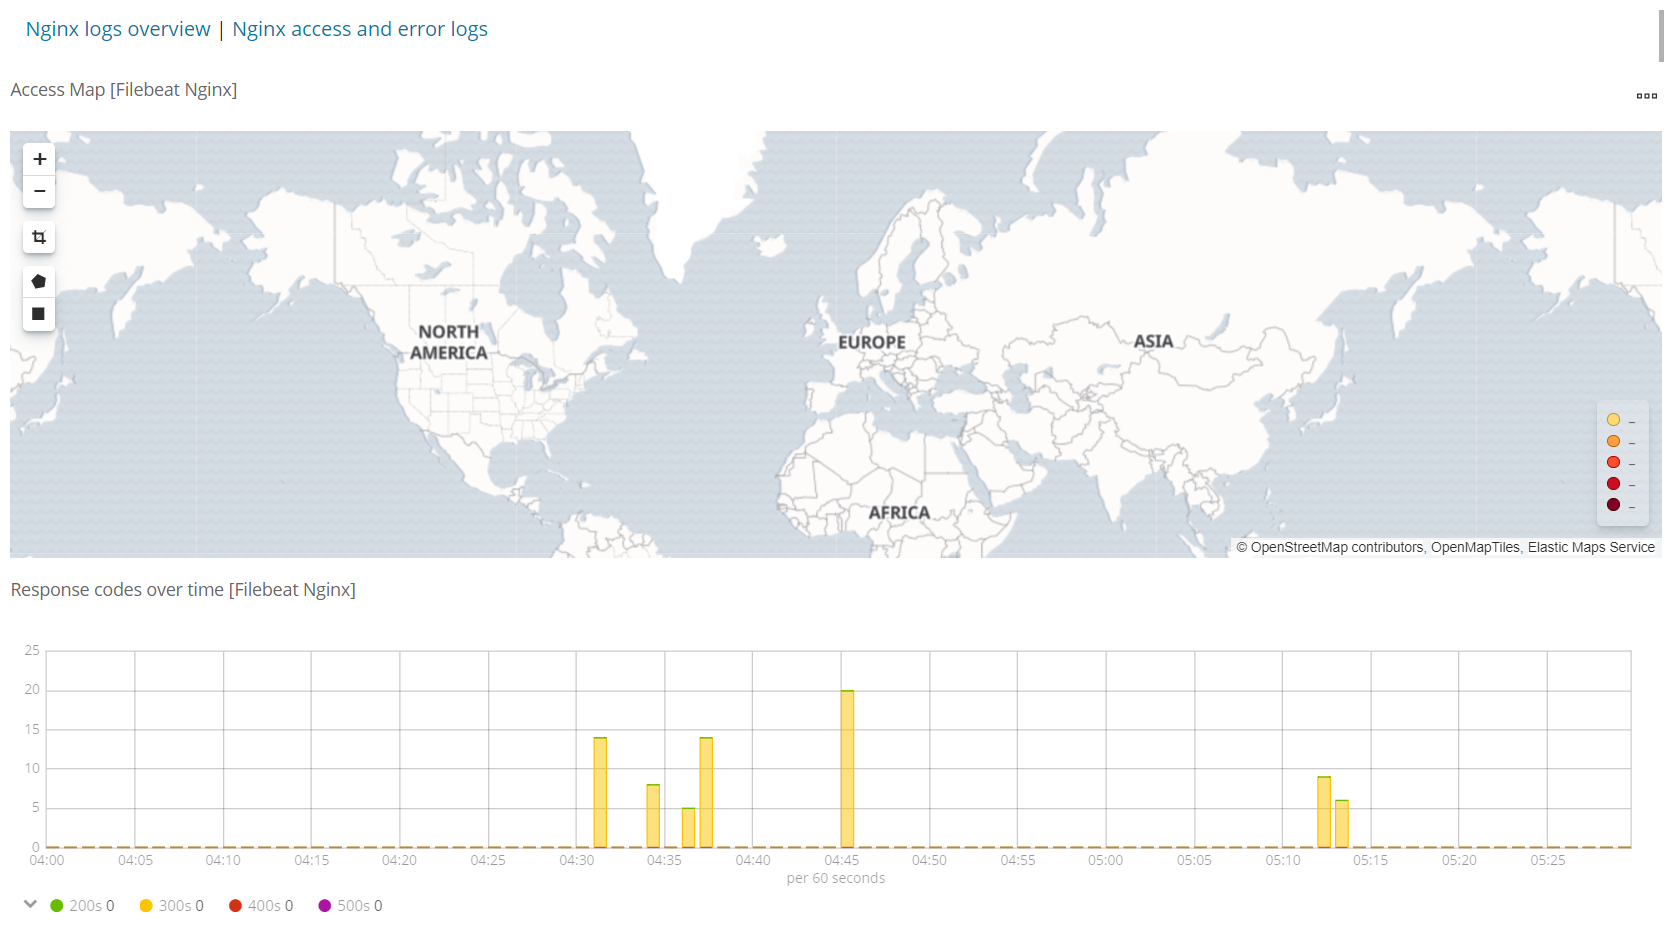 Nginx logs overview | Nginx access and error logs
Access Map [Filebeat Nginx]
NORTH
AMERICA
EUROPE
ASIA
AFRICA
–
–
–
–
–
© OpenStreetMap contributors, OpenMapTiles, Elastic Maps Service
Response codes over time [Filebeat Nginx]
25
20
15
10
5
0
04:00 04:05 04:10 04:15 04:20 04:25 04:30 04:35 04:40 04:45 04:50 04:55 05:00 05:05 05:10 05:15 05:20 05:25
per 60 seconds
200s 0 300s 0 400s 0 500s 0